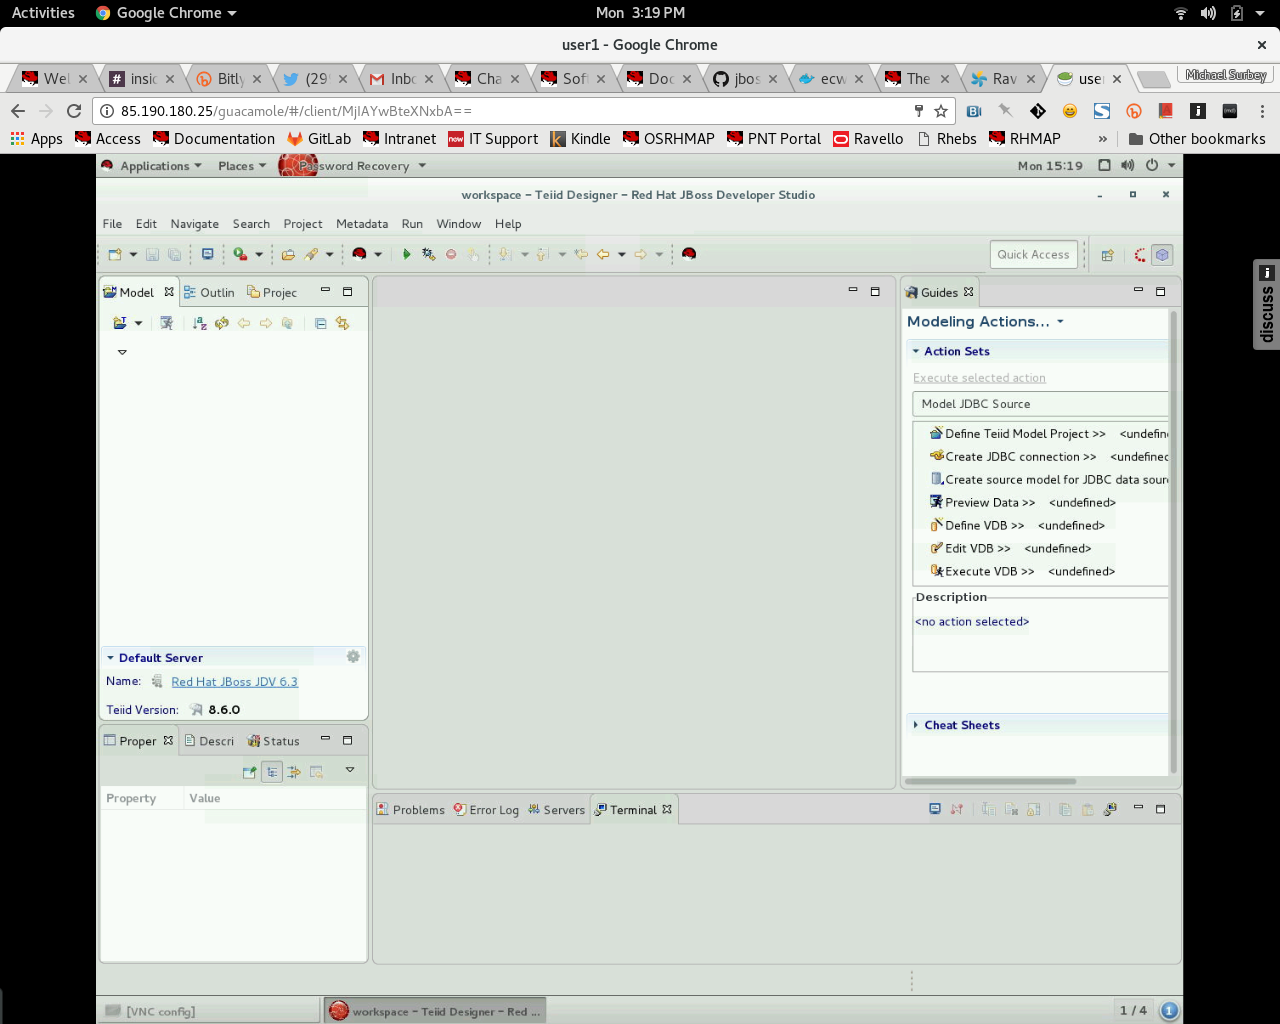 Activities Google Chrome Mon 3:19 PM
user1 - Google Chrome
Wel # insic Bitly (29 Inbo Cha Soft Doc jbos ecw The Rav user Michael Surbey
85.190.180.25/guacamole/#/client/MjIAYwBteXNxbA==
Apps Access Documentation GitLab Intranet now IT Support Kindle OSRHMAP PNT Portal Ravello Rhebs RHMAP » Other bookmarks
Applications Places Password Recovery Mon 15:19
workspace - Teiid Designer - Red Hat JBoss Developer Studio
File Edit Navigate Search Project Metadata Run Window Help
Quick Access
Model Outlin Projec
Guides
Modeling Actions...
Action Sets
Execute selected action
Model JDBC Source
Define Teiid Model Project >> <undefin
Create JDBC connection >> <undefinec
Create source model for JDBC data sour
Preview Data >> <undefined>
Define VDB >> <undefined>
Edit VDB >> <undefined>
Execute VDB >> <undefined>
Description
<no action selected>
Cheat Sheets
discuss
Default Server
Name: Red Hat JBoss JDV 6.3
Teiid Version: 8.6.0
Proper Descri Status
Property Value
Problems Error Log Servers Terminal
[VNC config] workspace - Teiid Designer - Red ... 1 / 4 1